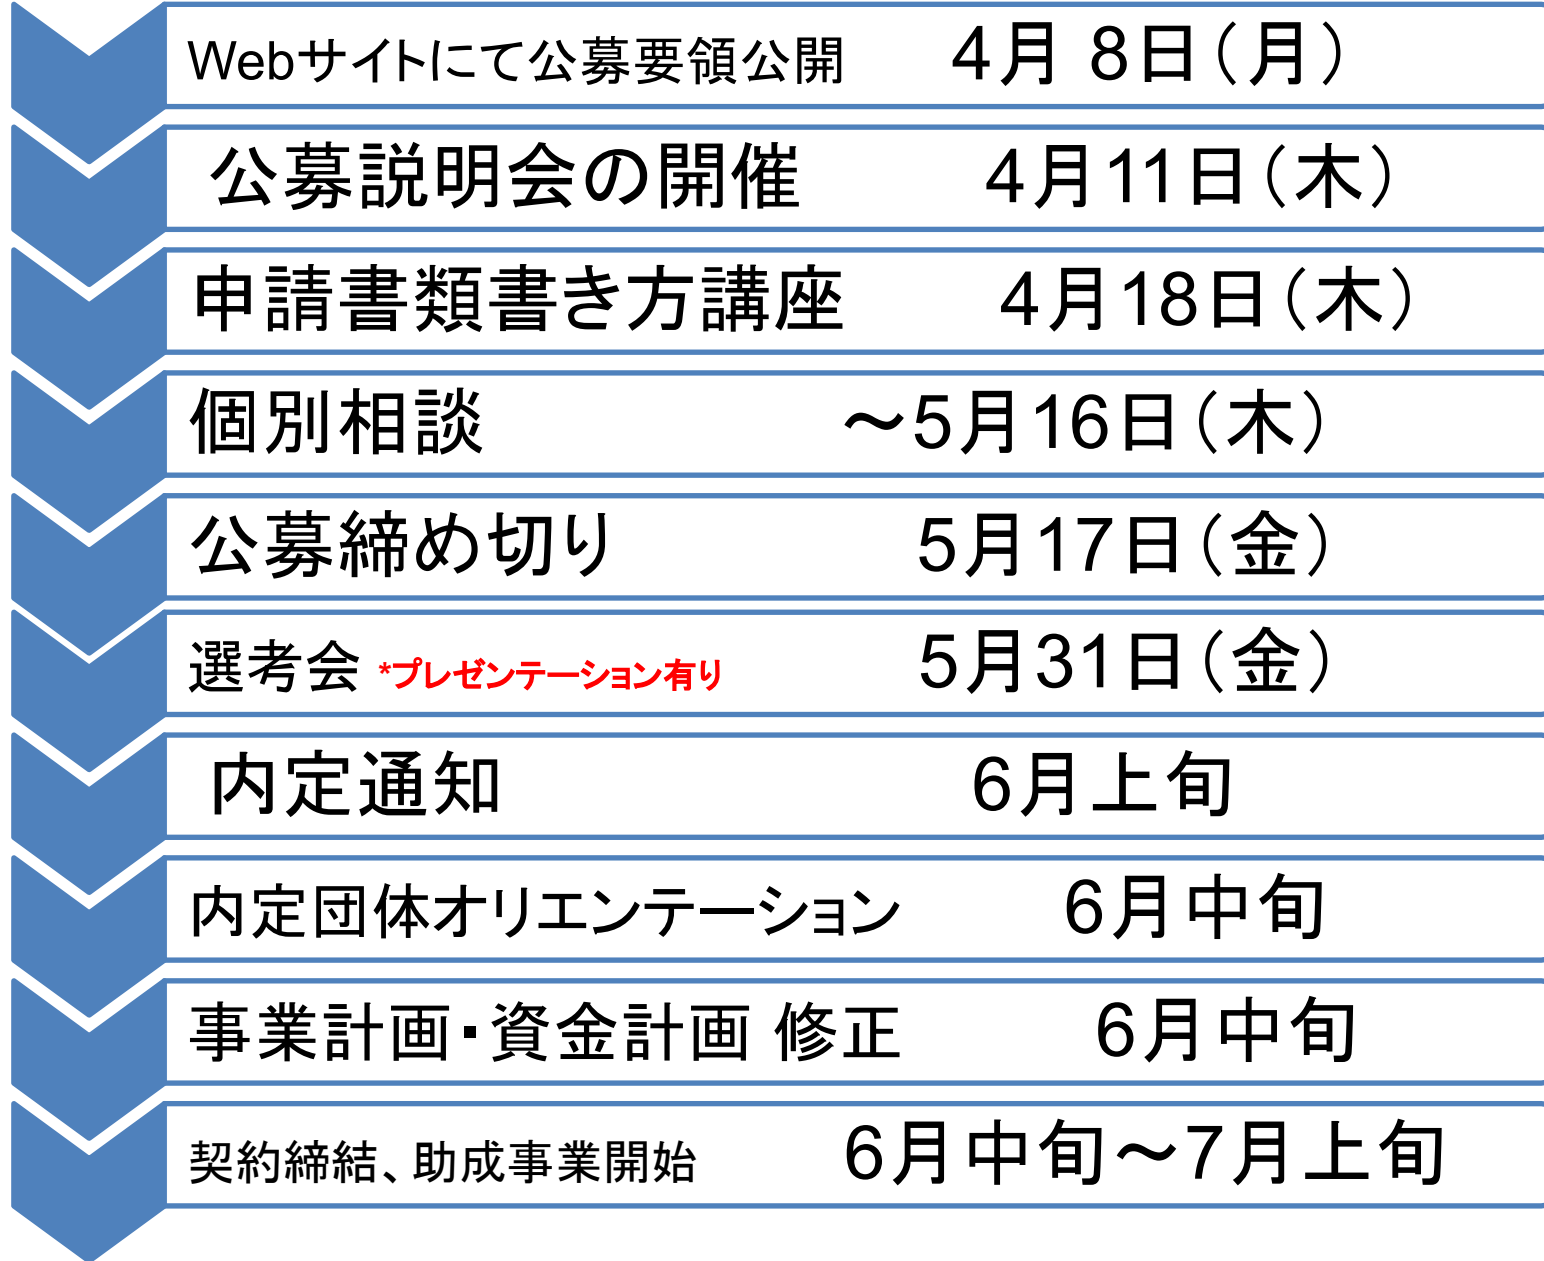 Webサイトにて公募要領公開 4月 8日（月）
公募説明会の開催 4月11日（木）
申請書類書き方講座 4月18日（木）
個別相談 ～5月16日（木）
公募締め切り 5月17日（金）
選考会 *プレゼンテーション有り 5月31日（金）
内定通知 6月上旬
内定団体オリエンテーション 6月中旬
事業計画・資金計画 修正 6月中旬
契約締結、助成事業開始 6月中旬～7月上旬